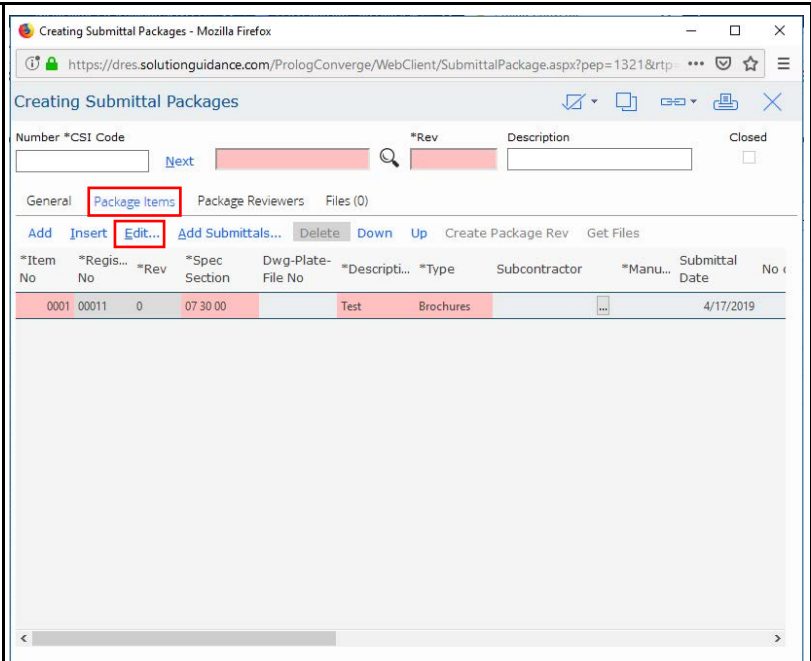 Creating Submittal Packages - Mozilla Firefox
https://dres.solutionguidance.com/PrologConverge/WebClient/SubmittalPackage.aspx?pep=1321&rtp=
Creating Submittal Packages
Number *CSI Code *Rev Description Closed
Next
General Package Items Package Reviewers Files (0)
Add Insert Edit... Add Submittals... Delete Down Up Create Package Rev Get Files
*Item No *Regis... No *Rev *Spec Section Dwg-Plate-File No *Descripti... *Type Subcontractor *Manu... Submittal Date No
0001 00011 0 07 30 00 Test Brochures ... 4/17/2019